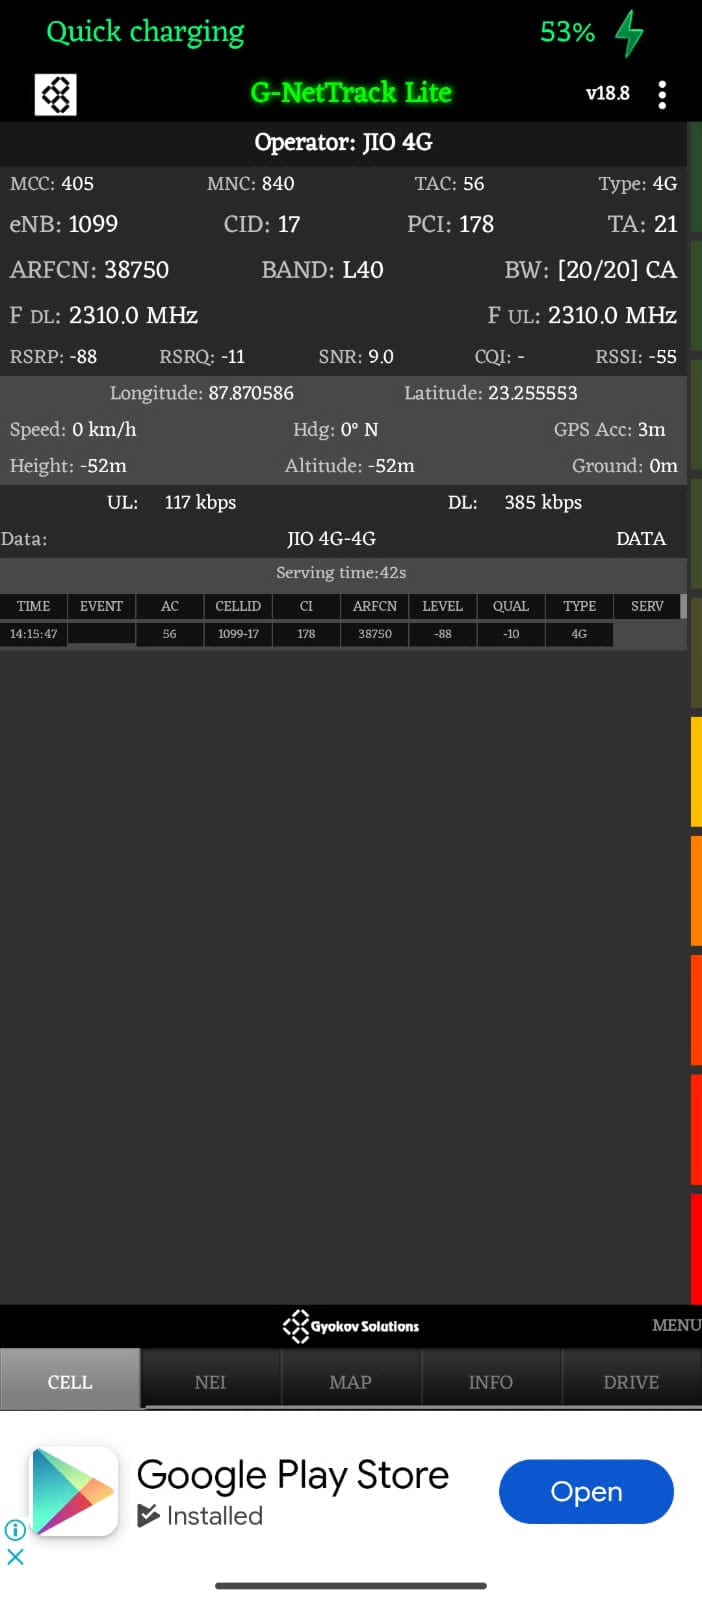 Quick charging 53%
G-NetTrack Lite v18.8
Operator: JIO 4G
MCC: 405 MNC: 840 TAC: 56 Type: 4G
eNB: 1099 CID: 17 PCI: 178 TA: 21
ARFCN: 38750 BAND: L40 BW: [20/20] CA
F DL: 2310.0 MHz F UL: 2310.0 MHz
RSRP: -88 RSRQ: -11 SNR: 9.0 CQI: - RSSI: -55
Longitude: 87.870586 Latitude: 23.255553
Speed: 0 km/h Hdg: 0° N GPS Acc: 3m
Height: -52m Altitude: -52m Ground: 0m
UL: 117 kbps DL: 385 kbps
Data: JIO 4G-4G DATA
Serving time:42s
TIME EVENT AC CELLID CI ARFCN LEVEL QUAL TYPE SERV
14:15:47 56 1099-17 178 38750 -88 -10 4G
Gyokov Solutions MENU
CELL NEI MAP INFO DRIVE
Google Play Store
Installed
Open